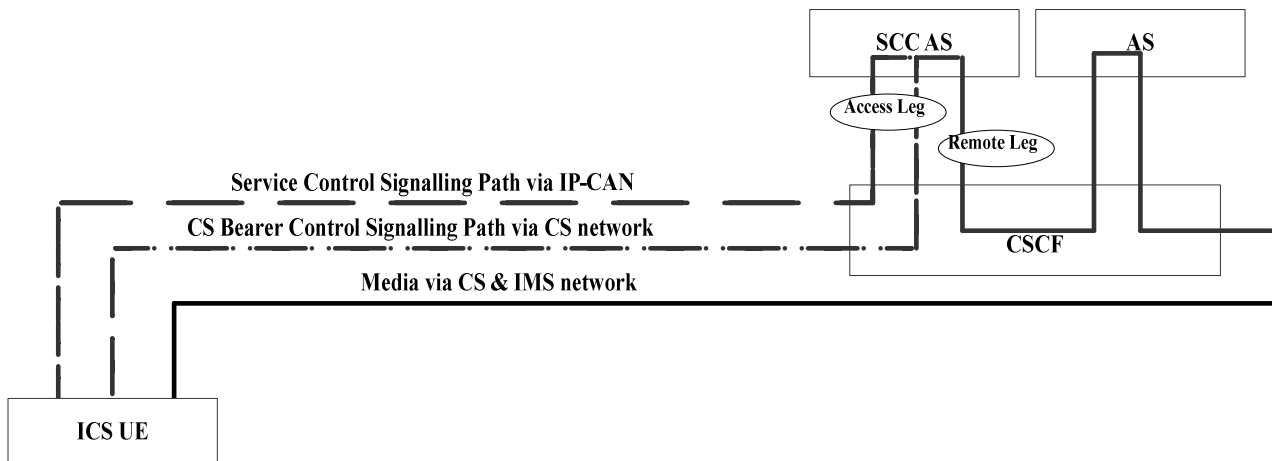 SCC AS
AS
Access Leg
Remote Leg
Service Control Signalling Path via IP-CAN
CS Bearer Control Signalling Path via CS network
CSCF
Media via CS & IMS network
ICS UE